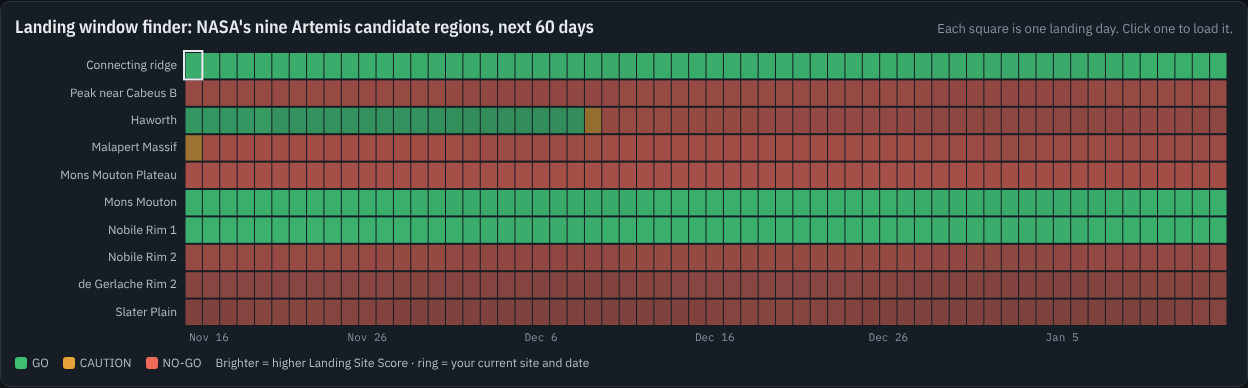 Landing window finder: NASA's nine Artemis candidate regions, next 60 days
Each square is one landing day. Click one to load it.
Connecting ridge
Peak near Cabeus B
Haworth
Malapert Massif
Mons Mouton Plateau
Mons Mouton
Nobile Rim 1
Nobile Rim 2
de Gerlache Rim 2
Slater Plain
Nov 16 Nov 26 Dec 6 Dec 16 Dec 26 Jan 5
GO CAUTION NO-GO Brighter = higher Landing Site Score · ring = your current site and date